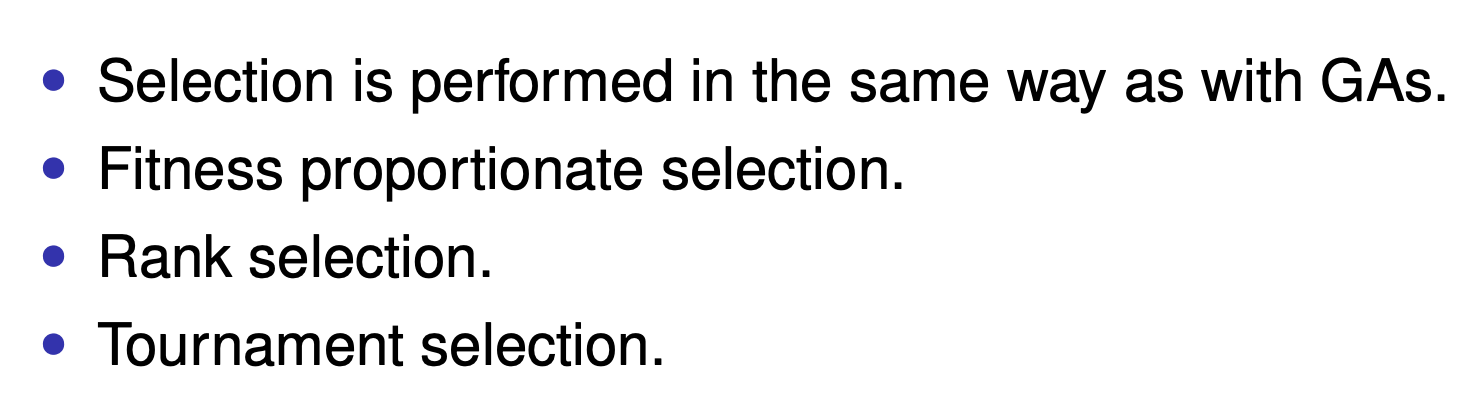 • Selection is performed in the same way as with GAs.
• Fitness proportionate selection.
• Rank selection.
• Tournament selection.